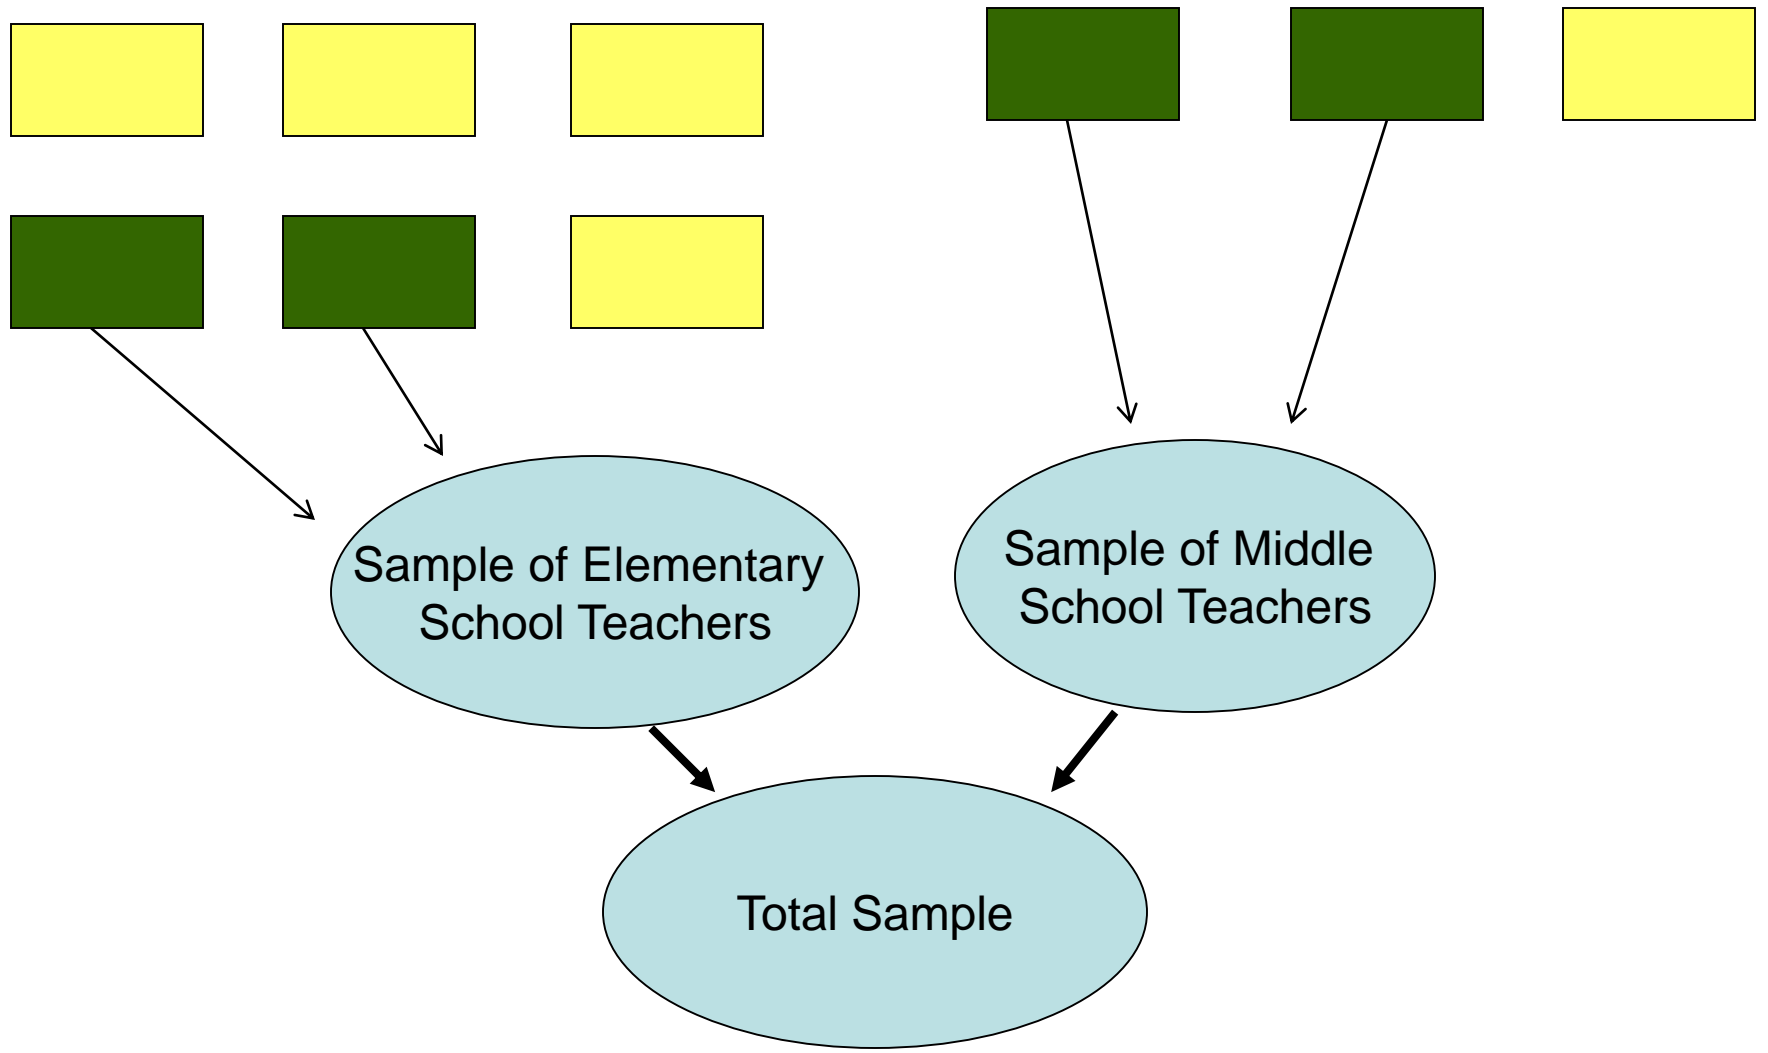 Sample of Elementary
School Teachers
Sample of Middle
School Teachers
Total Sample